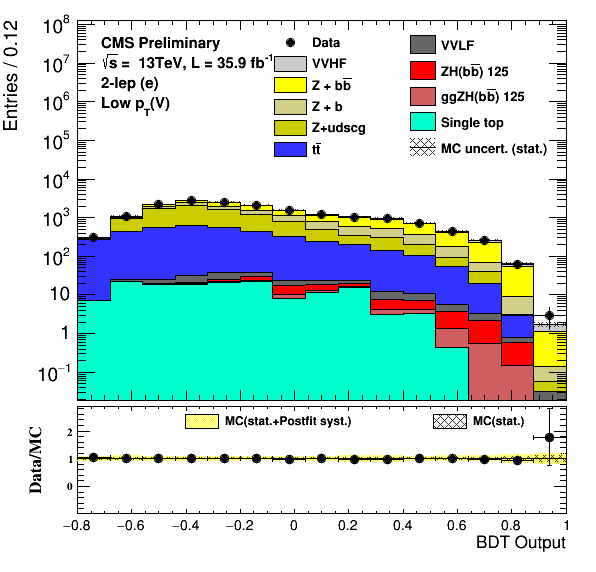 Entries / 0.12
10⁸
10⁷
10⁶
10⁵
10⁴
10³
10²
10
1
10⁻¹
CMS Preliminary
√s = 13TeV, L = 35.9 fb⁻¹
2-lep (e)
Low p_T(V)
Data
VVHF
Z + bb̅
Z + b
Z+udscg
tt̅
VVLF
ZH(bb̅) 125
ggZH(bb̅) 125
Single top
MC uncert. (stat.)
Data/MC
2
1
0
MC(stat.+Postfit syst.)
MC(stat.)
−0.8 −0.6 −0.4 −0.2 0 0.2 0.4 0.6 0.8 1
BDT Output